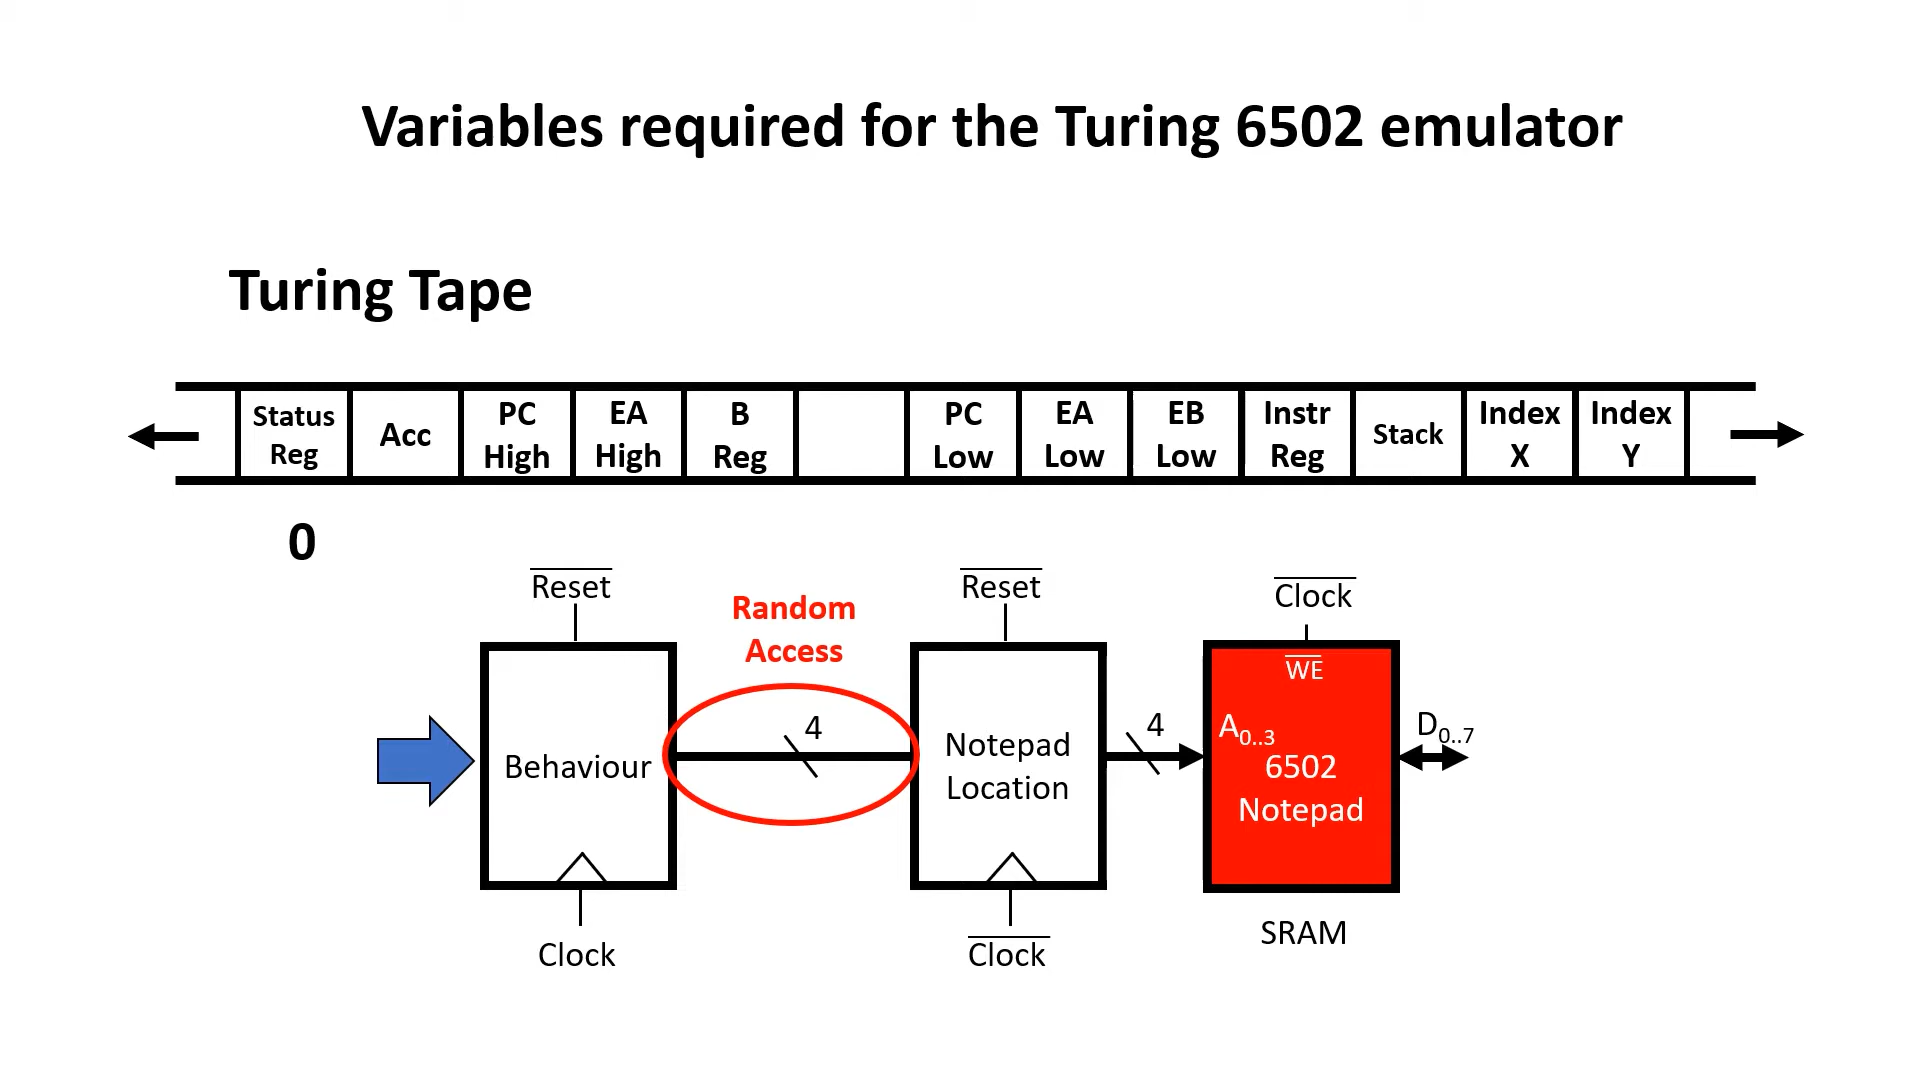 Variables required for the Turing 6502 emulator
Turing Tape
Status Reg
Acc
PC High
EA High
B Reg
PC Low
EA Low
EB Low
Instr Reg
Stack
Index X
Index Y
0
Reset
Random
Access
Reset
Clock
Behaviour
4
Notepad
Location
4
WE
A0..3
6502
Notepad
D0..7
Clock
Clock
SRAM